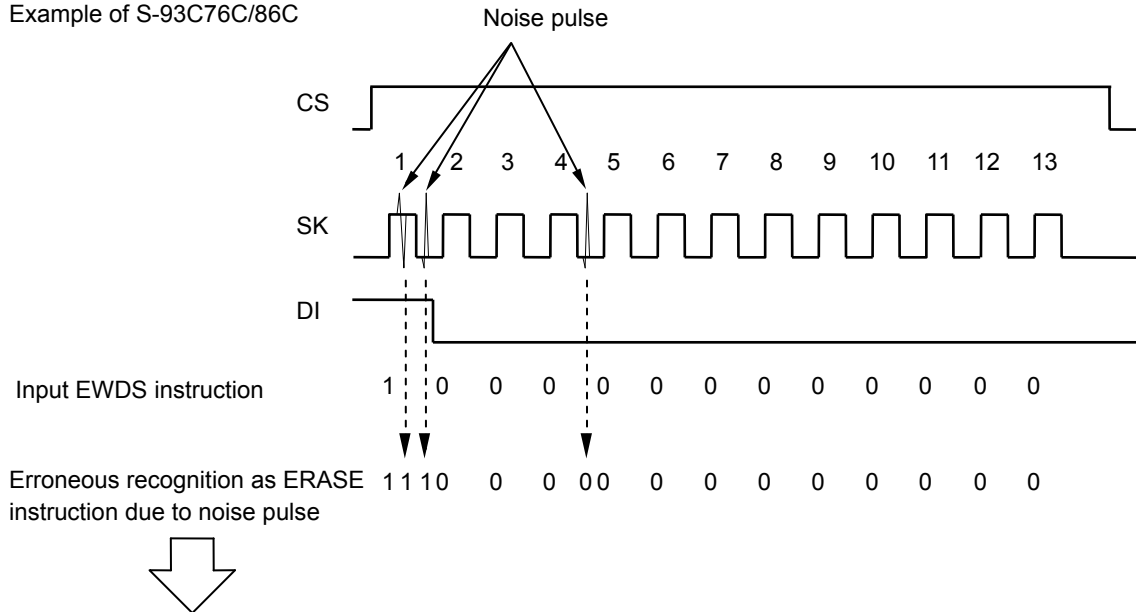 Example of S-93C76C/86C
Noise pulse
CS
1 2 3 4 5 6 7 8 9 10 11 12 13
SK
DI
Input EWDS instruction 1 0 0 0 0 0 0 0 0 0 0 0 0
Erroneous recognition as ERASE 1 1 1 0 0 0 0 0 0 0 0 0 0 0 0 0
instruction due to noise pulse